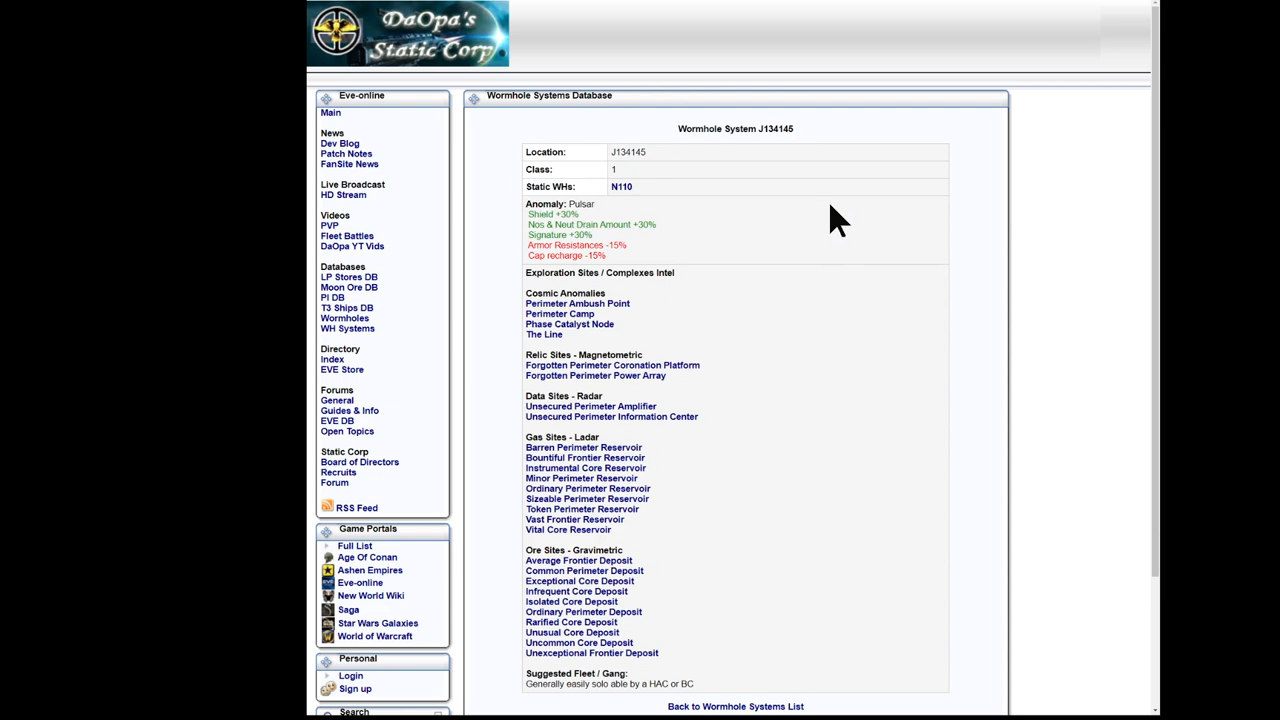 DaOpa's
Static Corp
Eve-online
Main
News
Dev Blog
Patch Notes
FanSite News
Live Broadcast
HD Stream
Videos
PVP
Fleet Battles
DaOpa YT Vids
Databases
LP Stores DB
Moon Ore DB
PI DB
T3 Ships DB
Wormholes
WH Systems
Directory
Index
EVE Store
Forums
General
Guides & Info
EVE DB
Open Topics
Static Corp
Board of Directors
Recruits
Forum
RSS Feed
Game Portals
Full List
Age Of Conan
Ashen Empires
Eve-online
New World Wiki
Saga
Star Wars Galaxies
World of Warcraft
Personal
Login
Sign up
Search
Wormhole Systems Database
Wormhole System J134145
Location: J134145
Class: 1
Static WHs: N110
Anomaly: Pulsar
Shield +30%
Nos & Neut Drain Amount +30%
Signature +30%
Armor Resistances -15%
Cap recharge -15%
Exploration Sites / Complexes Intel
Cosmic Anomalies
Perimeter Ambush Point
Perimeter Camp
Phase Catalyst Node
The Line
Relic Sites - Magnetometric
Forgotten Perimeter Coronation Platform
Forgotten Perimeter Power Array
Data Sites - Radar
Unsecured Perimeter Amplifier
Unsecured Perimeter Information Center
Gas Sites - Ladar
Barren Perimeter Reservoir
Bountiful Frontier Reservoir
Instrumental Core Reservoir
Minor Perimeter Reservoir
Ordinary Perimeter Reservoir
Sizeable Perimeter Reservoir
Token Perimeter Reservoir
Vast Frontier Reservoir
Vital Core Reservoir
Ore Sites - Gravimetric
Average Frontier Deposit
Common Perimeter Deposit
Exceptional Core Deposit
Infrequent Core Deposit
Isolated Core Deposit
Ordinary Perimeter Deposit
Rarified Core Deposit
Unusual Core Deposit
Uncommon Core Deposit
Unexceptional Frontier Deposit
Suggested Fleet / Gang:
Generally easily solo able by a HAC or BC
Back to Wormhole Systems List